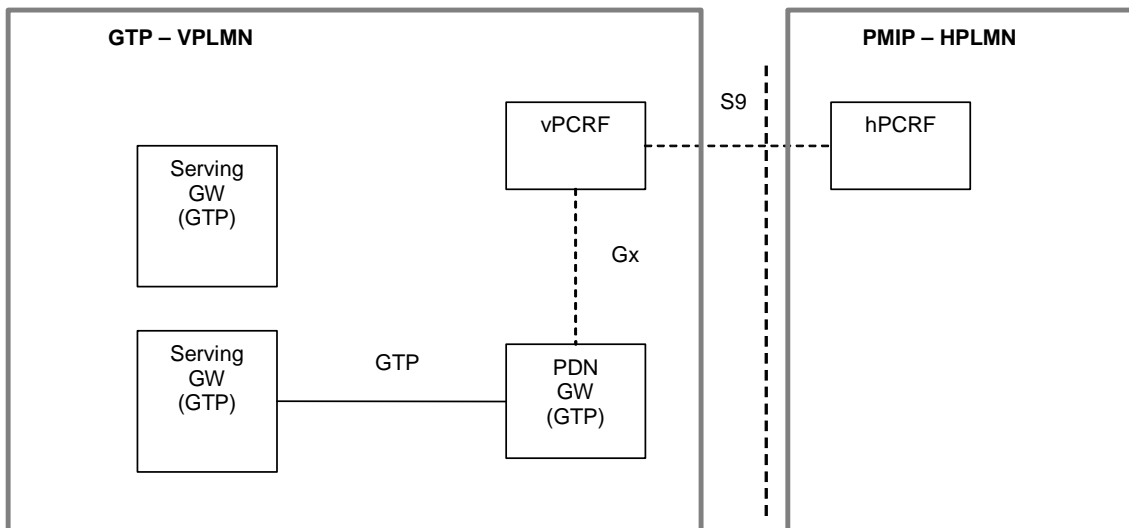 GTP – VPLMN
PMIP – HPLMN
S9
vPCRF
hPCRF
Serving
GW
(GTP)
Gx
Serving
GW
(GTP)
GTP
PDN
GW
(GTP)